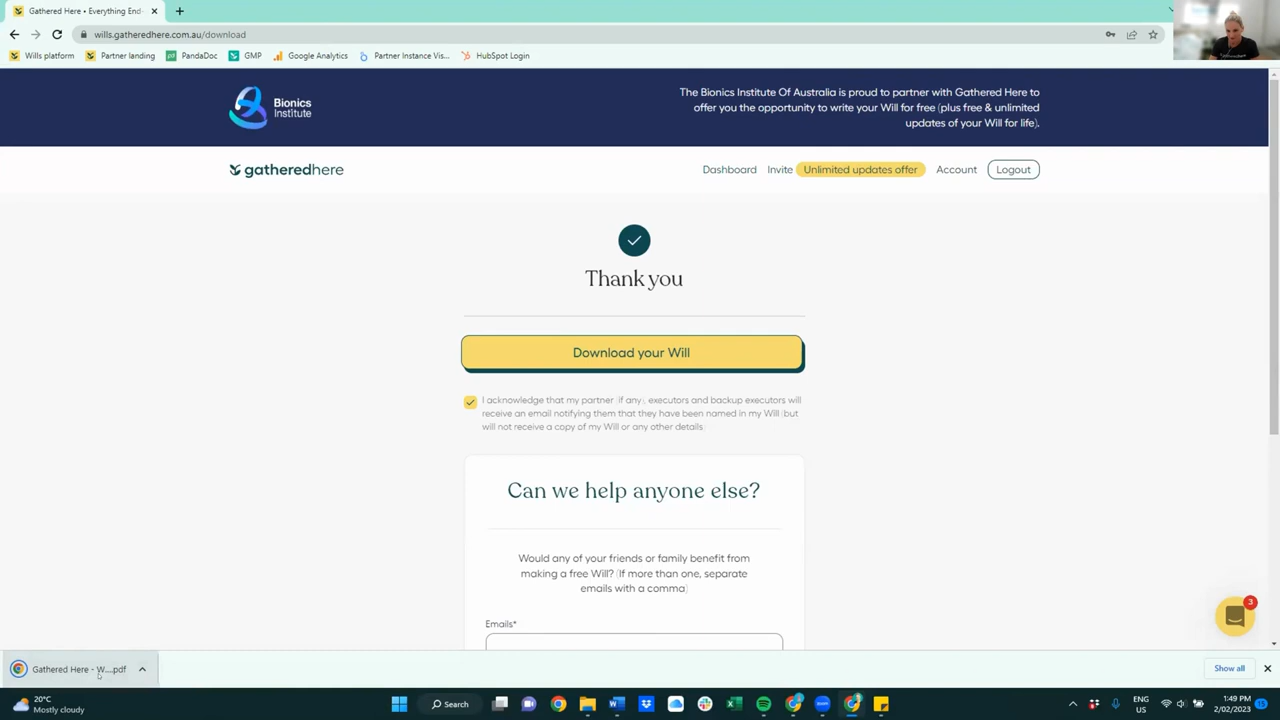 Gathered Here • Everything End
wills.gatheredhere.com.au/download
Wills platform
Partner landing
PandaDoc
GMP
Google Analytics
Partner Instance Vis...
HubSpot Login
Bionics
Institute
The Bionics Institute Of Australia is proud to partner with Gathered Here to
offer you the opportunity to write your Will for free (plus free & unlimited
updates of your Will for life).
gatheredhere
Dashboard
Invite
Unlimited updates offer
Account
Logout
Thank you
Download your Will
I acknowledge that my partner (if any), executors and backup executors will
receive an email notifying them that they have been named in my Will (but
will not receive a copy of my Will or any other details)
Can we help anyone else?
Would any of your friends or family benefit from
making a free Will? (If more than one, separate
emails with a comma)
Emails*
3
Gathered Here - W....pdf
Show all
20°C
Mostly cloudy
Search
ENG
US
1:49 PM
2/02/2023